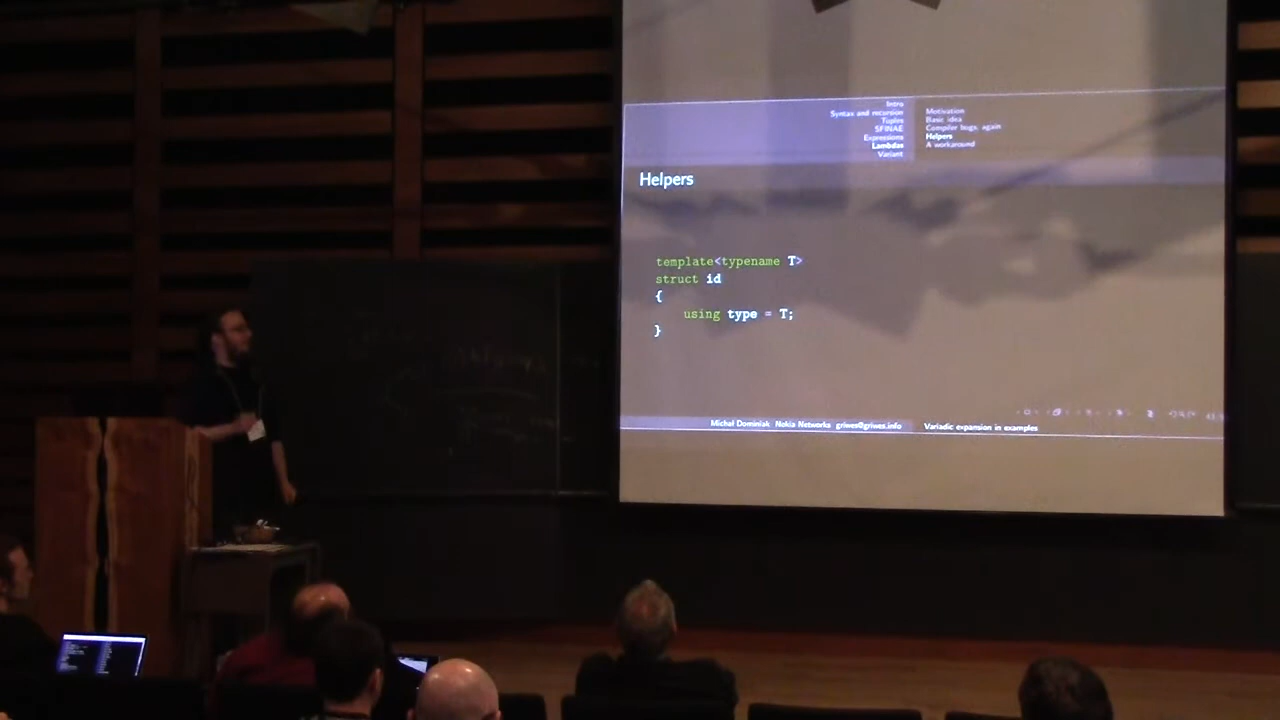 Intro
Syntax and recursion
Tuples
SFINAE
Expressions
Lambdas
Variant
Motivation
Basic idea
Compiler bugs, again
Helpers
A workaround
Helpers
template<typename T>
struct id
{
using type = T;
}
Michał Dominiak Nokia Networks griwes@griwes.info
Variadic expansion in examples